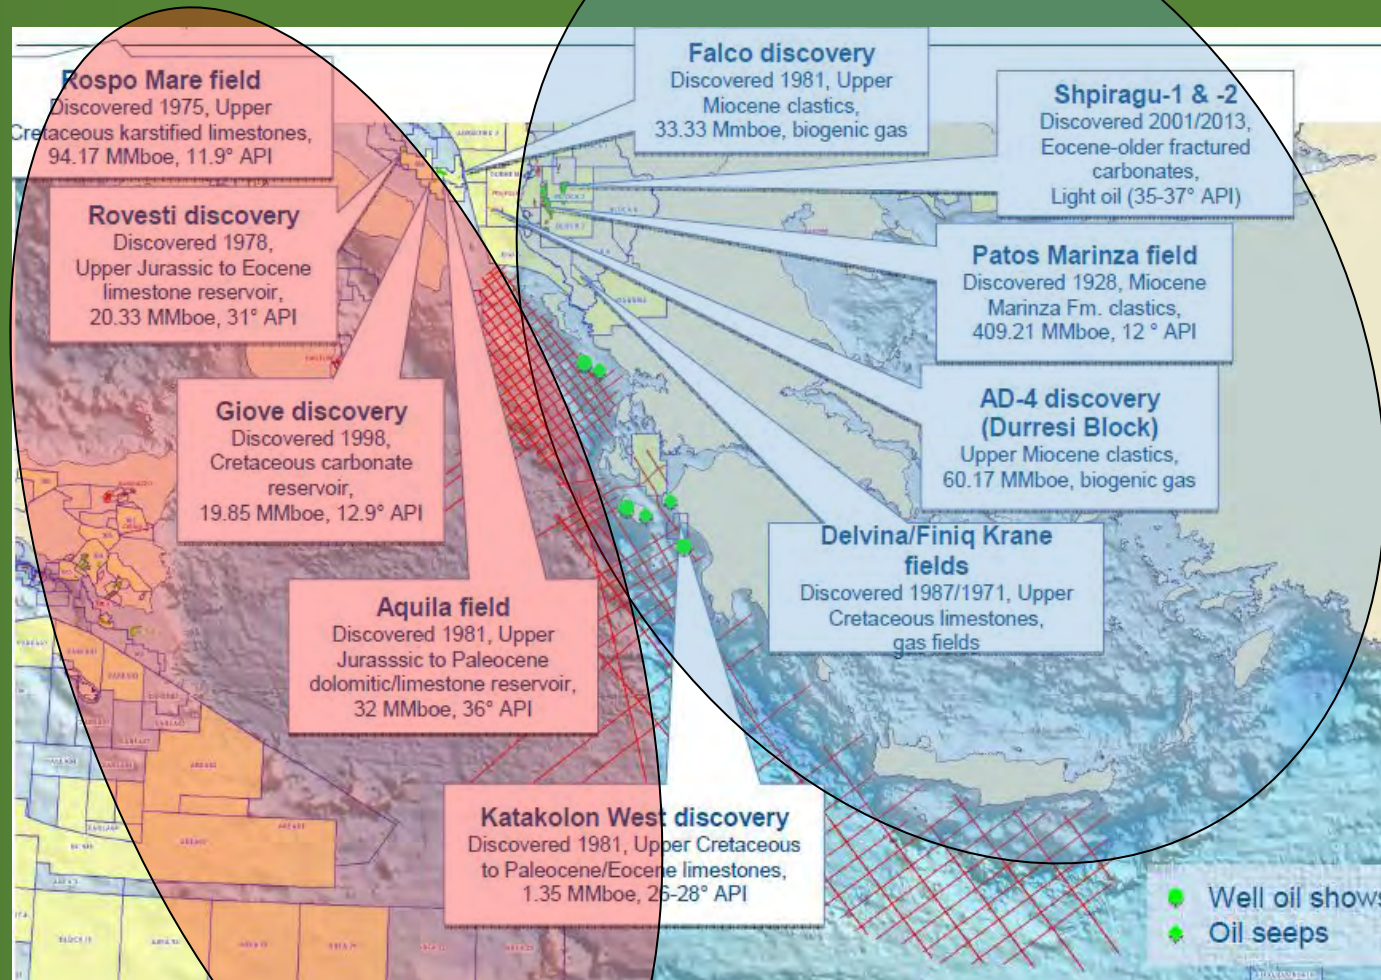 Rospo Mare field
Discovered 1975, Upper
Cretaceous karstified limestones,
94.17 MMboe, 11.9° API
Rovesti discovery
Discovered 1978,
Upper Jurassic to Eocene
limestone reservoir,
20.33 MMboe, 31° API
Giove discovery
Discovered 1998,
Cretaceous carbonate
reservoir,
19.85 MMboe, 12.9° API
Aquila field
Discovered 1981, Upper
Jurasssic to Paleocene
dolomitic/limestone reservoir,
32 MMboe, 36° API
Katakolon West discovery
Discovered 1981, Upper Cretaceous
to Paleocene/Eocene limestones,
1.35 MMboe, 26-28° API
Falco discovery
Discovered 1981, Upper
Miocene clastics,
33.33 Mmboe, biogenic gas
Shpiragu-1 & -2
Discovered 2001/2013,
Eocene-older fractured
carbonates,
Light oil (35-37° API)
Patos Marinza field
Discovered 1928, Miocene
Marinza Fm. clastics,
409.21 MMboe, 12 ° API
AD-4 discovery
(Durresi Block)
Upper Miocene clastics,
60.17 MMboe, biogenic gas
Delvina/Finiq Krane
fields
Discovered 1987/1971, Upper
Cretaceous limestones,
gas fields
Well oil shows
Oil seeps